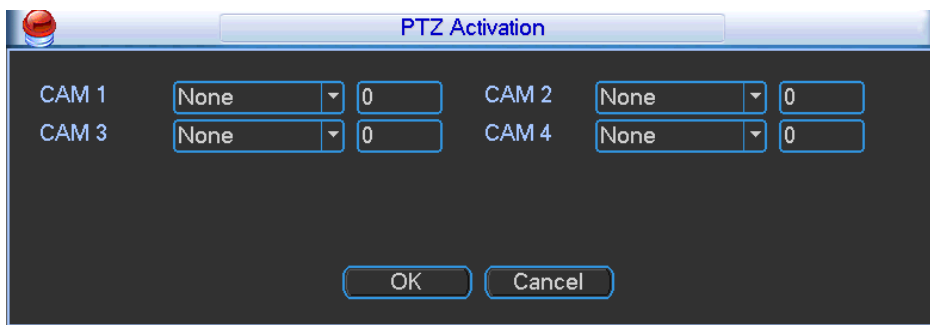 PTZ Activation
CAM 1 None 0 CAM 2 None 0
CAM 3 None 0 CAM 4 None 0
OK Cancel